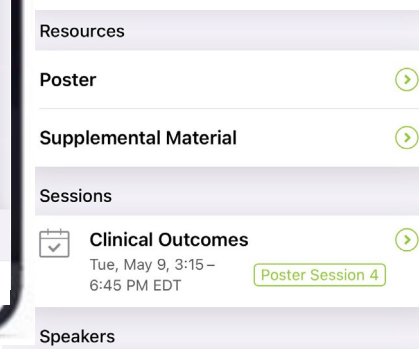 Resources
Poster
Supplemental Material
Sessions
Clinical Outcomes
Tue, May 9, 3:15 –
6:45 PM EDT
Poster Session 4
Speakers